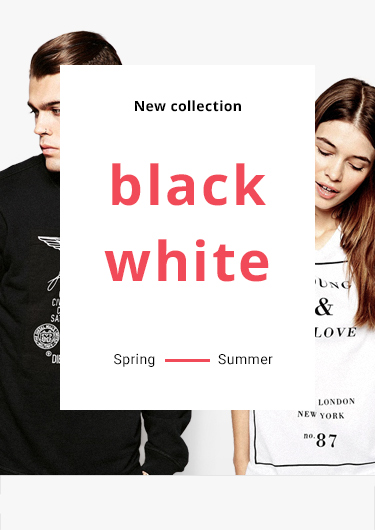 New collection
black
white
Spring
Summer
&
LOVE
LONDON
NEW YORK
no.87